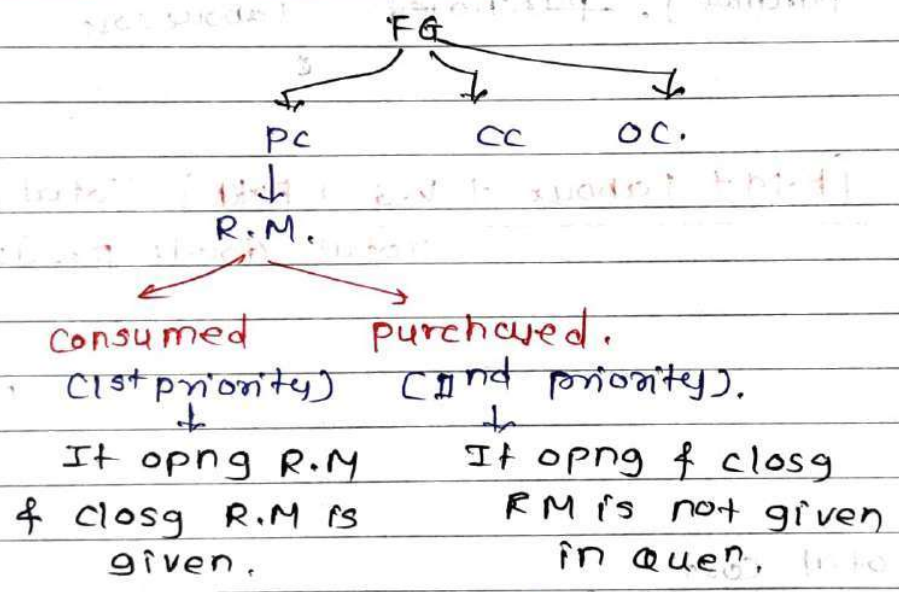 FG
PC CC OC.
R.M.
Consumed purchased.
(1st priority) (IInd priority).
If opng R.M If opng & closg
& closg R.M is RM is not given
given. in Quen.